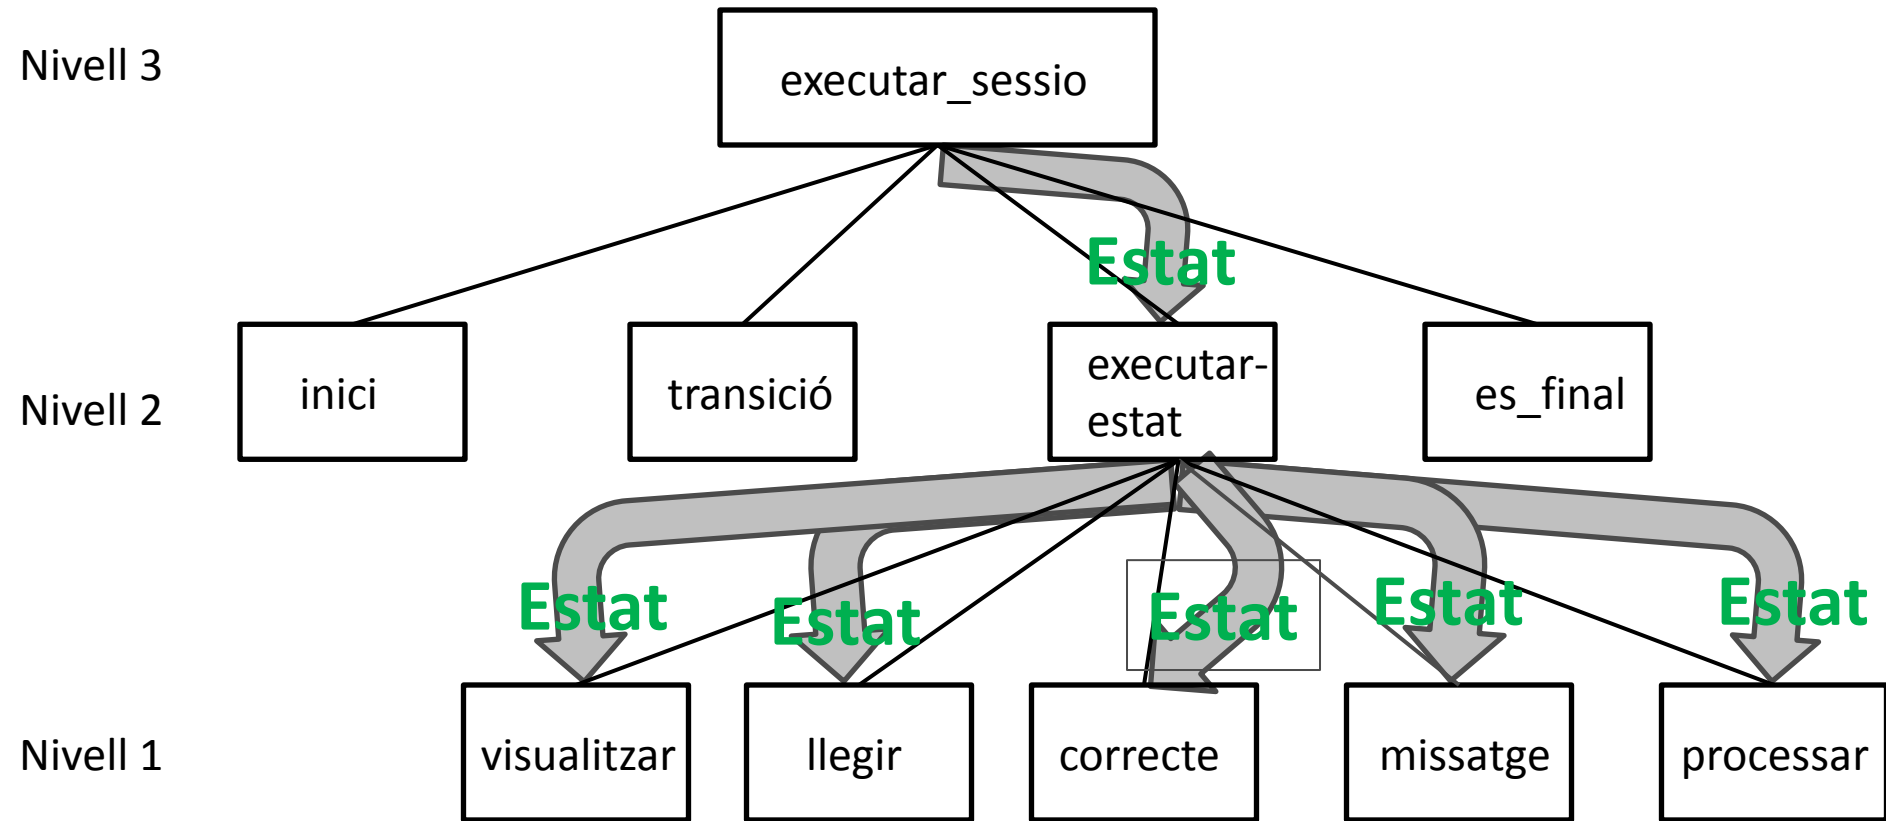 Nivell 3
executar_sessio
Estat
Nivell 2
inici
transició
executar-
estat
es_final
Estat
Estat
Estat
Estat
Estat
Nivell 1
visualitzar
llegir
correcte
missatge
processar